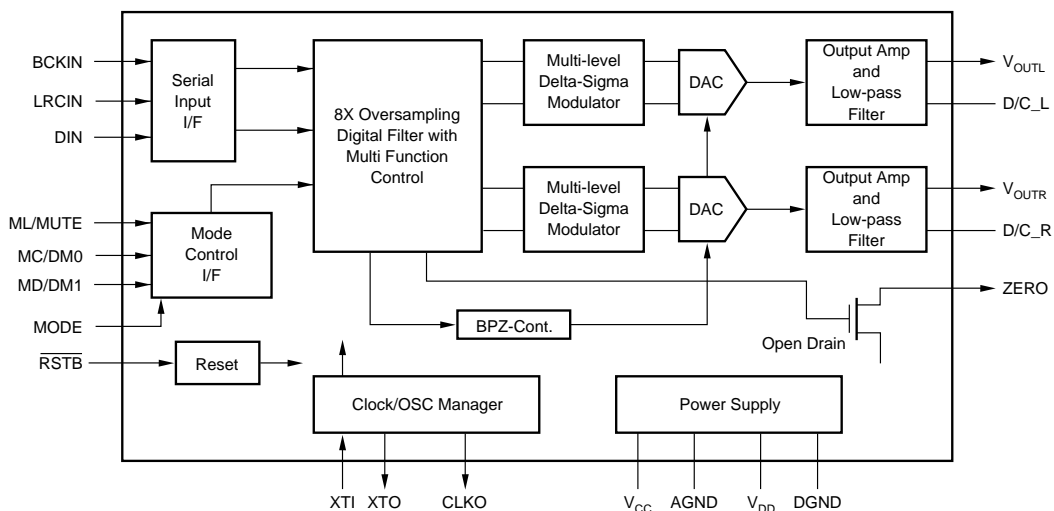 BCKIN
LRCIN
DIN
Serial
Input
I/F
8X Oversampling
Digital Filter with
Multi Function
Control
Multi-level
Delta-Sigma
Modulator
DAC
Output Amp
and
Low-pass
Filter
VOUTL
D/C_L
Multi-level
Delta-Sigma
Modulator
DAC
Output Amp
and
Low-pass
Filter
VOUTR
D/C_R
ML/MUTE
MC/DM0
MD/DM1
MODE
Mode
Control
I/F
BPZ-Cont.
Open Drain
ZERO
RSTB
Reset
Clock/OSC Manager
Power Supply
XTI
XTO
CLKO
VCC
AGND
VDD
DGND